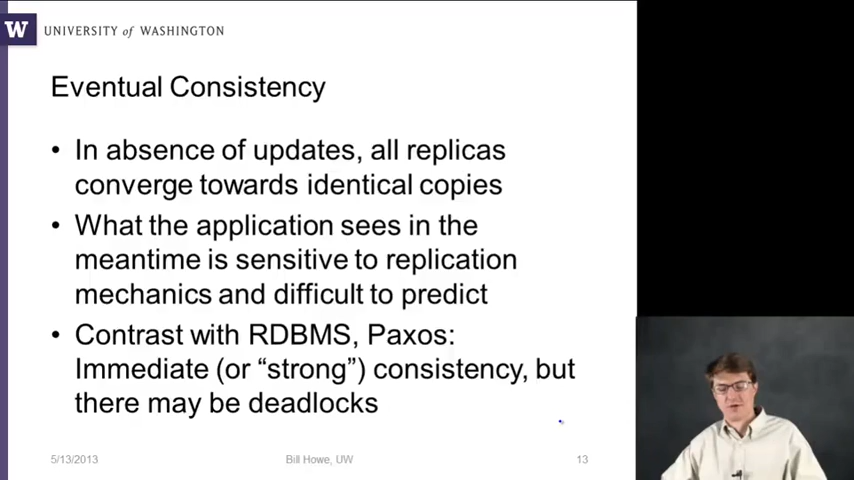 W UNIVERSITY of WASHINGTON
Eventual Consistency
• In absence of updates, all replicas
converge towards identical copies
• What the application sees in the
meantime is sensitive to replication
mechanics and difficult to predict
• Contrast with RDBMS, Paxos:
Immediate (or “strong”) consistency, but
there may be deadlocks
5/13/2013 Bill Howe, UW 13